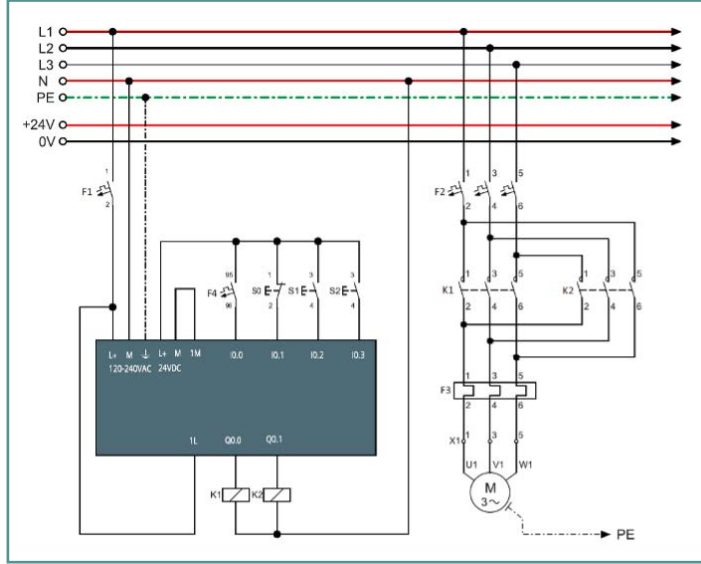 L1
L2
L3
N
PE
+24V
0V
1 1 3 5
F1 F2
2 2 4 6
95 1 3 3
F4 S0 S1 S2
96 2 4 4
1 3 5 1 3 5
K1 K2
2 4 6 2 4 6
L+ M L+ M 1M I0.0 I0.1 I0.2 I0.3
120-240VAC 24VDC
1 3 5
F3
2 4 6
1L Q0.0 Q0.1
X1 1 3 5
U1 V1 W1
K1 K2
M
3~
PE